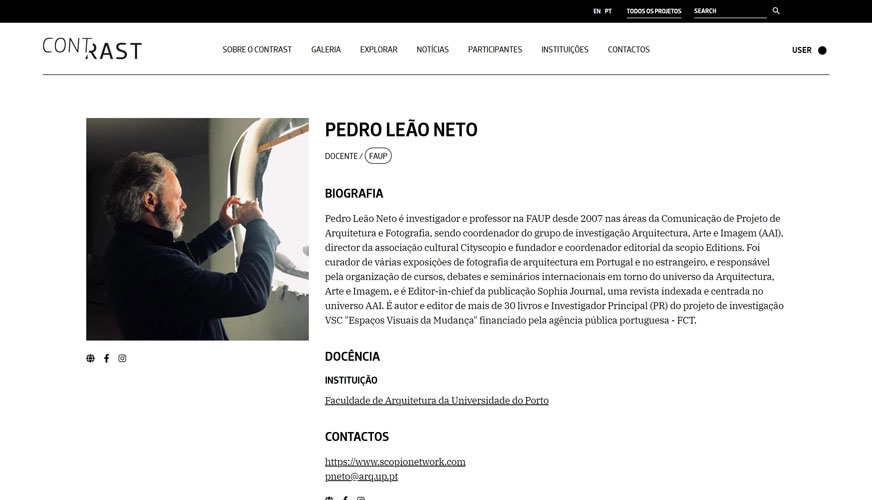 EN PT TODOS OS PROJETOS SEARCH
CONTRAST
SOBRE O CONTRAST GALERIA EXPLORAR NOTÍCIAS PARTICIPANTES INSTITUIÇÕES CONTACTOS
USER
PEDRO LEÃO NETO
DOCENTE / FAUP
BIOGRAFIA
Pedro Leão Neto é investigador e professor na FAUP desde 2007 nas áreas da Comunicação de Projeto de
Arquitetura e Fotografia, sendo coordenador do grupo de investigação Arquitectura, Arte e Imagem (AAI),
director da associação cultural Cityscopio e fundador e coordenador editorial da scopio Editions. Foi
curador de várias exposições de fotografia de arquitectura em Portugal e no estrangeiro, e responsável
pela organização de cursos, debates e seminários internacionais em torno do universo da Arquitectura,
Arte e Imagem, e é Editor-in-chief da publicação Sophia Journal, uma revista indexada e centrada no
universo AAI. É autor e editor de mais de 30 livros e Investigador Principal (PR) do projeto de investigação
VSC "Espaços Visuais da Mudança" financiado pela agência pública portuguesa - FCT.
DOCÊNCIA
INSTITUIÇÃO
Faculdade de Arquitetura da Universidade do Porto
CONTACTOS
https://www.scopionetwork.com
pneto@arq.up.pt